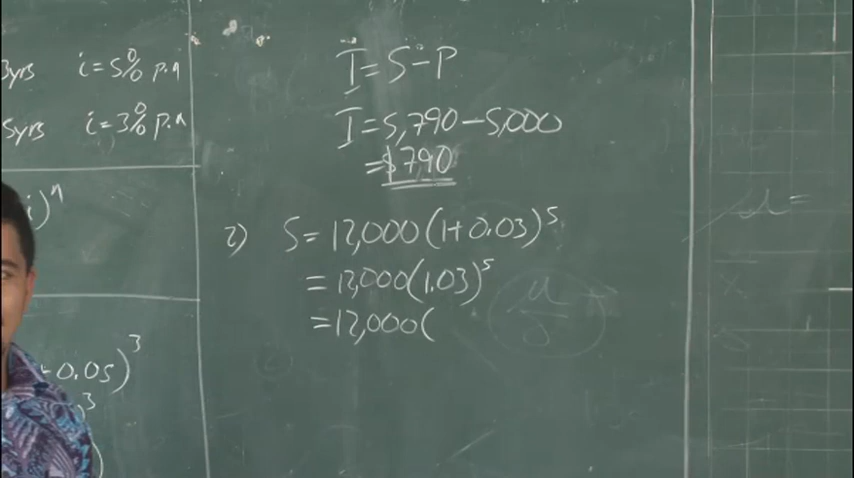 3yrs i=5% p.a
5yrs i=3% p.a
i)ⁿ
+0.05)³
)³
)
I=S-P
I=5,790-5,000
=$790
2) S=12,000(1+0.03)⁵
=12,000(1.03)⁵
=12,000(